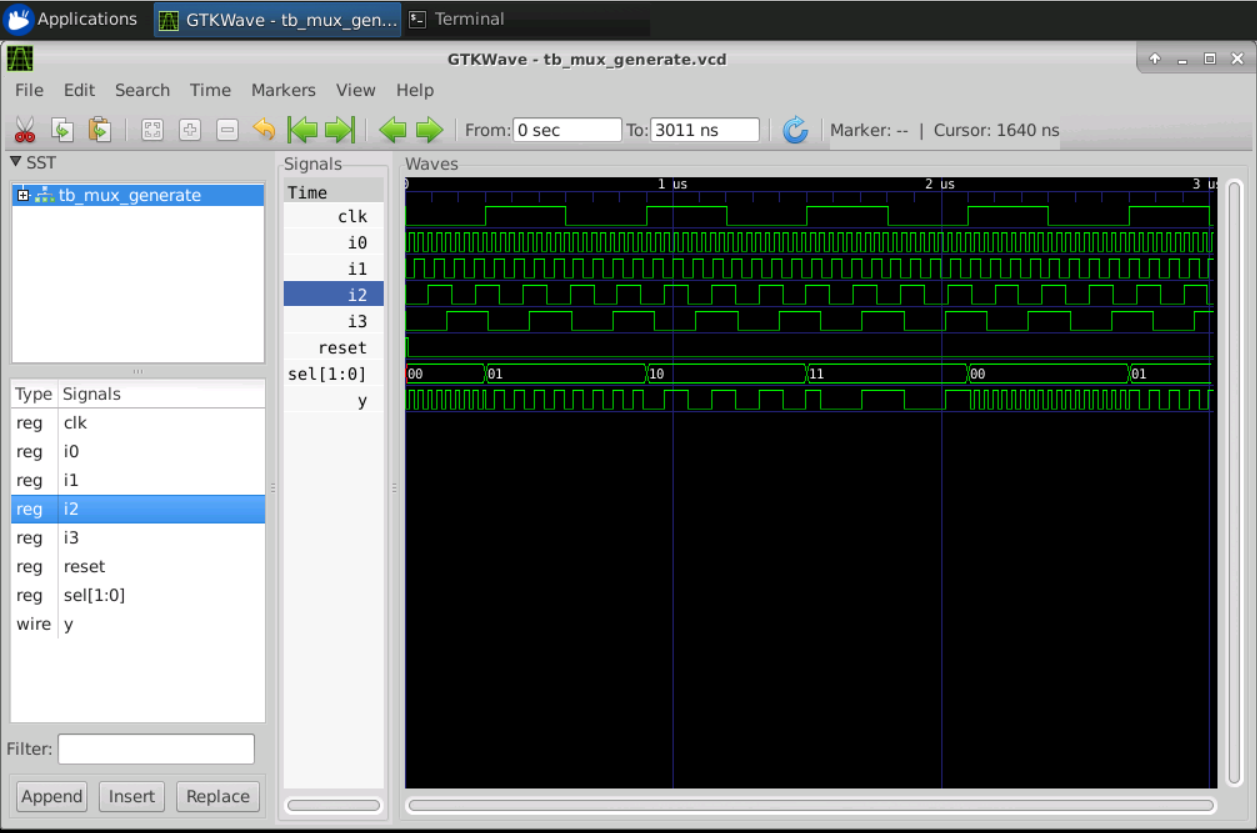 Applications GTKWave - tb_mux_gen... Terminal
GTKWave - tb_mux_generate.vcd
File Edit Search Time Markers View Help
From: 0 sec To: 3011 ns Marker: -- | Cursor: 1640 ns
SST
tb_mux_generate
Type Signals
reg clk
reg i0
reg i1
reg i2
reg i3
reg reset
reg sel[1:0]
wire y
Filter:
Append Insert Replace
Signals
Time
clk
i0
i1
i2
i3
reset
sel[1:0]
y
Waves
0 1 us 2 us 3 us
00 01 10 11 00 01